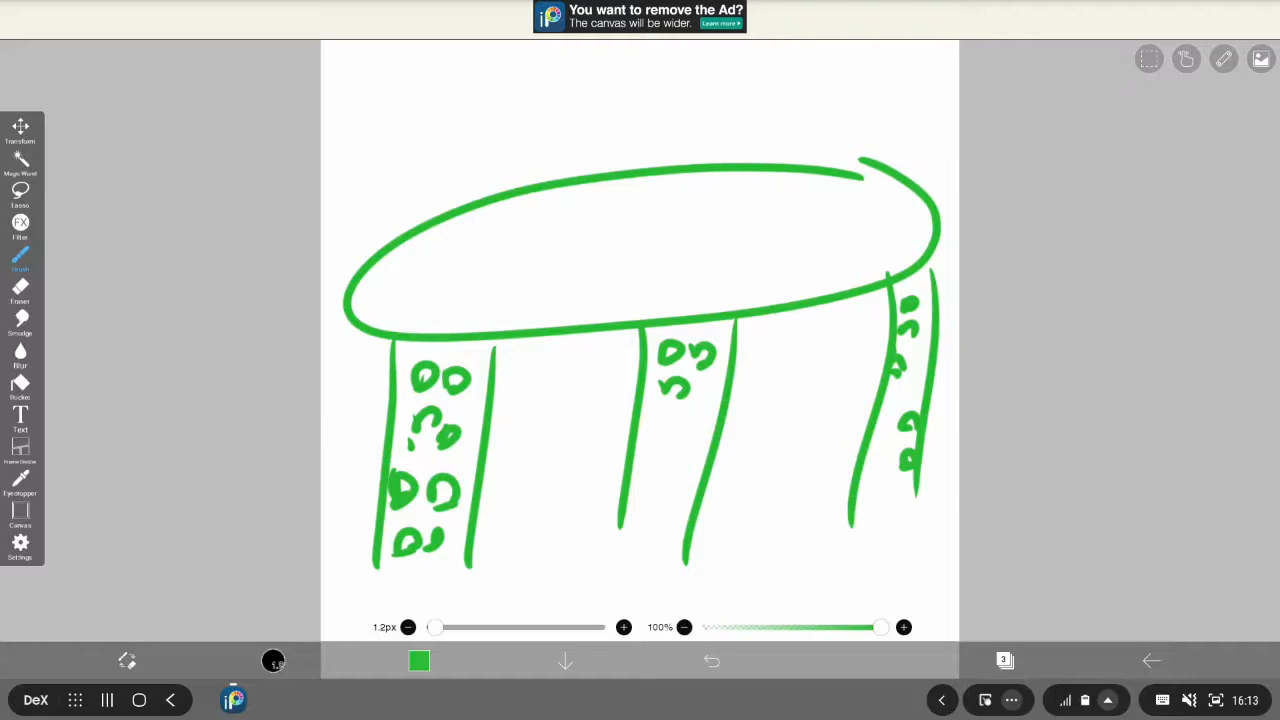 You want to remove the Ad?
The canvas will be wider.
Learn more >
Transform
Magic Wand
Lasso
FX
Filter
Brush
Eraser
Smudge
Blur
Bucket
T
Text
Frame Divider
Eyedropper
Canvas
Settings
1.2px
100%
3
DeX
16:13